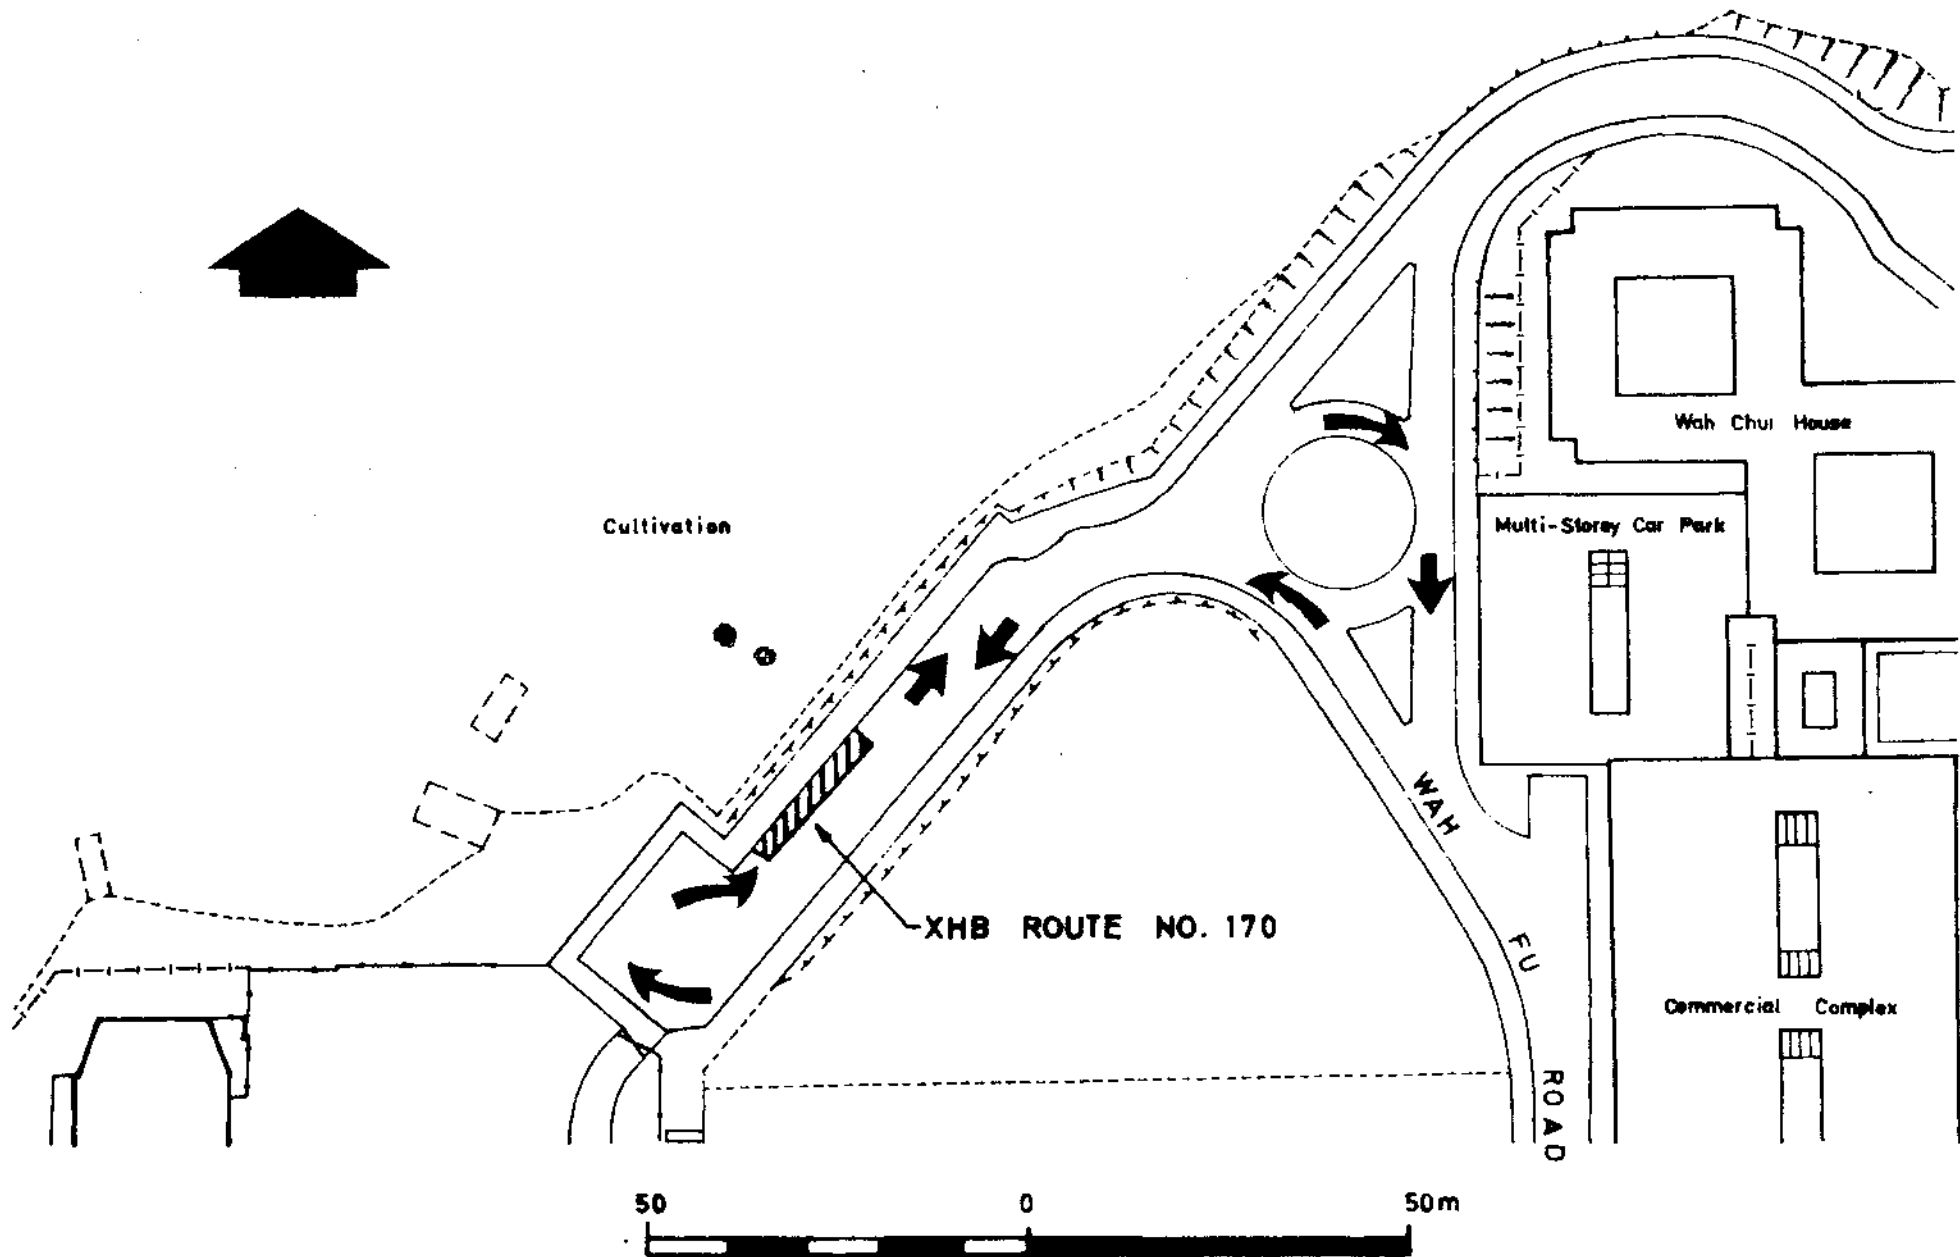 Wah Chui House
Cultivation
Multi-Storey Car Park
XHB ROUTE NO. 170
WAH FU ROAD
Commercial Complex
50 0 50m